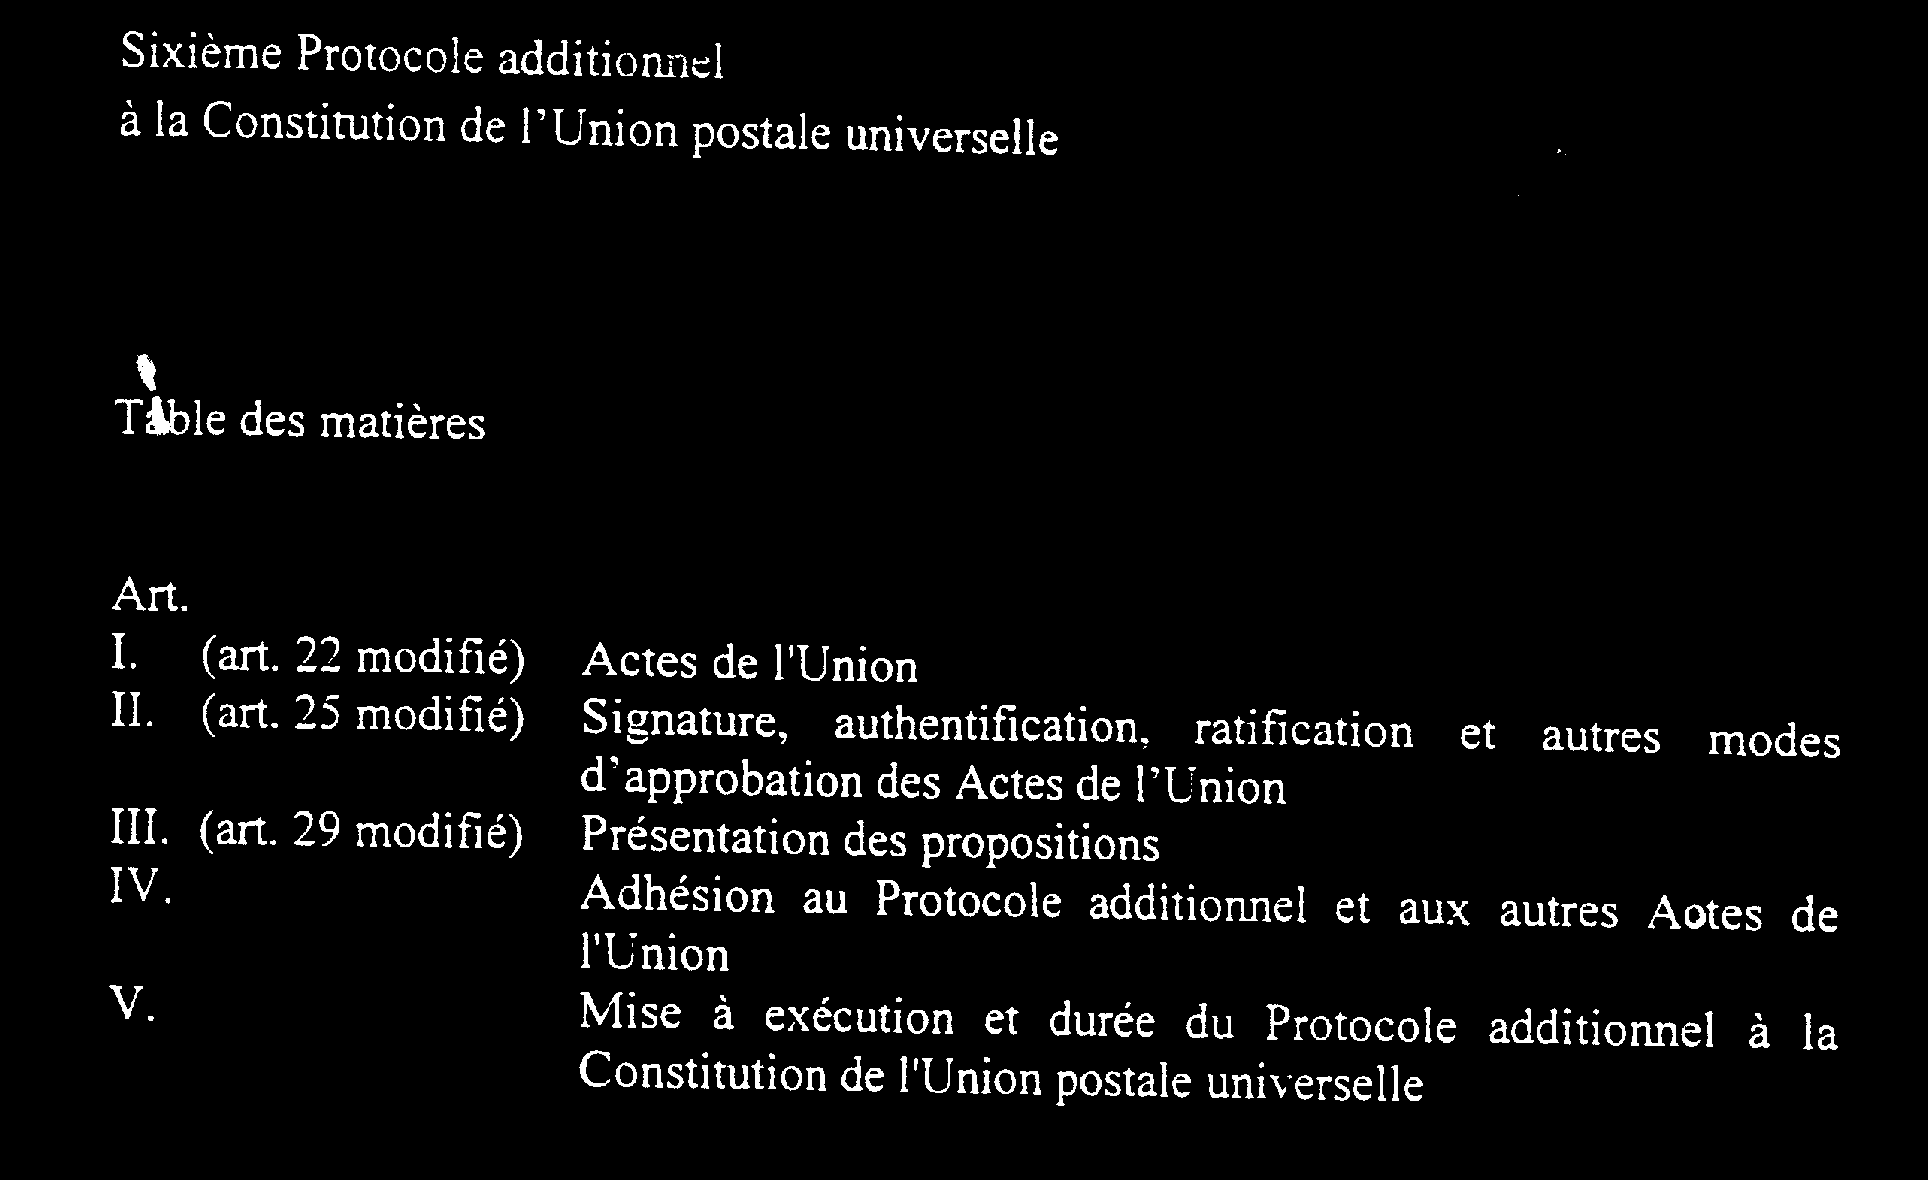 Sixième Protocole additionnel
à la Constitution de l’Union postale universelle
Table des matières
Art.
I. (art. 22 modifié) Actes de l'Union
II. (art. 25 modifié) Signature, authentification, ratification et autres modes
d’approbation des Actes de l’Union
III. (art. 29 modifié) Présentation des propositions
IV. Adhésion au Protocole additionnel et aux autres Aotes de
l'Union
V. Mise à exécution et durée du Protocole additionnel à la
Constitution de l'Union postale universelle